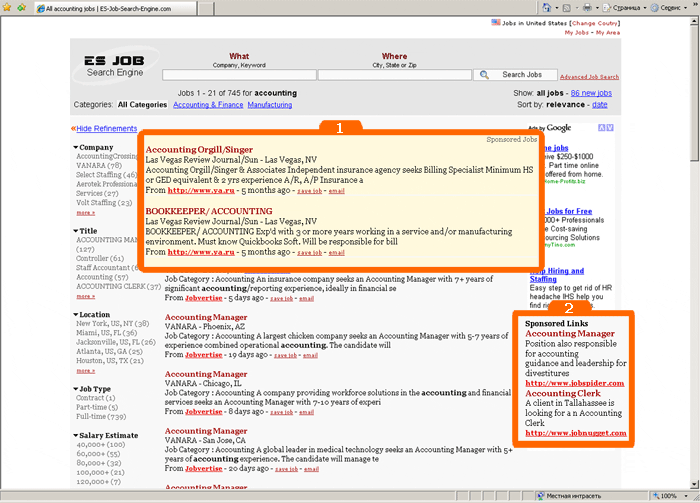 All accounting jobs | ES-Job-Search-Engine.com
Страница
Сервис
Jobs in United States [Change Coutry]
My Jobs - My Area
ES JOB
Search Engine
What
Company, Keyword
Where
City, State or Zip
Search Jobs
Advanced Job Search
Jobs 1 - 21 of 745 for accounting
Show: all jobs - 86 new jobs
Categories: All Categories Accounting & Finance Manufacturing
Sort by: relevance - date
«Hide Refinements
Company
AccountingCrossing
VANARA (78)
Select Staffing (46)
Aerotek Professional
Services (27)
Volt Staffing (23)
more »
Title
ACCOUNTING MAN
(127)
Controller (61)
Staff Accountant
Accounting (57)
ACCOUNTING CLERK (37)
more »
Location
New York, US, NY (38)
Miami, US, FL (36)
Jacksonville, US, FL (26)
Atlanta, US, GA (25)
Houston, US, TX (21)
more »
Job Type
Contract (1)
Part-time (5)
Full-time (739)
Salary Estimate
40,000+ (100)
60,000+ (55)
80,000+ (32)
100,000+ (21)
120,000+ (7)
1
Sponsored Jobs
Accounting Orgill/Singer
Las Vegas Review Journal/Sun - Las Vegas, NV
Accounting Orgill/Singer & Associates Independent insurance agency seeks Billing Specialist Minimum HS
or GED equivalent & 2 yrs experience A/R, A/P Insurance a
From http://www.ya.ru - 5 months ago - save job - email
BOOKKEEPER/ ACCOUNTING
Las Vegas Review Journal/Sun - Las Vegas, NV
BOOKKEEPER/ ACCOUNTING Exp'd with 3 or more years working in a service and/or manufacturing
environment. Must know Quickbooks Soft. Will be responsible for bill
From http://www.ya.ru - 5 months ago - save job - email
Job Category : Accounting An insurance company seeks an Accounting Manager with 7+ years of
significant accounting/reporting experience, ideally in financial se
From Jobvertise - 5 days ago - save job - email
Accounting Manager
VANARA - Phoenix, AZ
Job Category : Accounting A largest chicken company seeks an Accounting Manager with 5-7 years of
experience combined operational accounting. The candidate will
From Jobvertise - 19 days ago - save job - email
Accounting Manager
VANARA - Chicago, IL
Job Category : Accounting A company providing workforce solutions in the accounting and financial
services seeks an Accounting Manager with 7-10 years of experi
From Jobvertise - 8 days ago - save job - email
Accounting Manager
VANARA - San Jose, CA
Job Category : Accounting A global leader in medical technology seeks an Accounting Manager with 5+
years of accounting experience. The candidate will manage te
From Jobvertise - 20 days ago - save job - email
Accounting Manager
Ads by Google
ne jobs
ve $250-$1000
Part time online
offered from home.
Home-Profits.biz
Jobs for Free
Professionals
Cost-saving
ourcing Solutions
myTino.com
Help Hiring and
Staffing
Easy step to get rid of HR
headache IHS help you
2
Sponsored Links
Accounting Manager
Position also responsible
for accounting
guidance and leadership for
divestitures
http://www.jobspider.com
Accounting Clerk
A client in Tallahassee is
looking for a n Accounting
Clerk
http://www.jobnugget.com
Местная интрасеть
100%